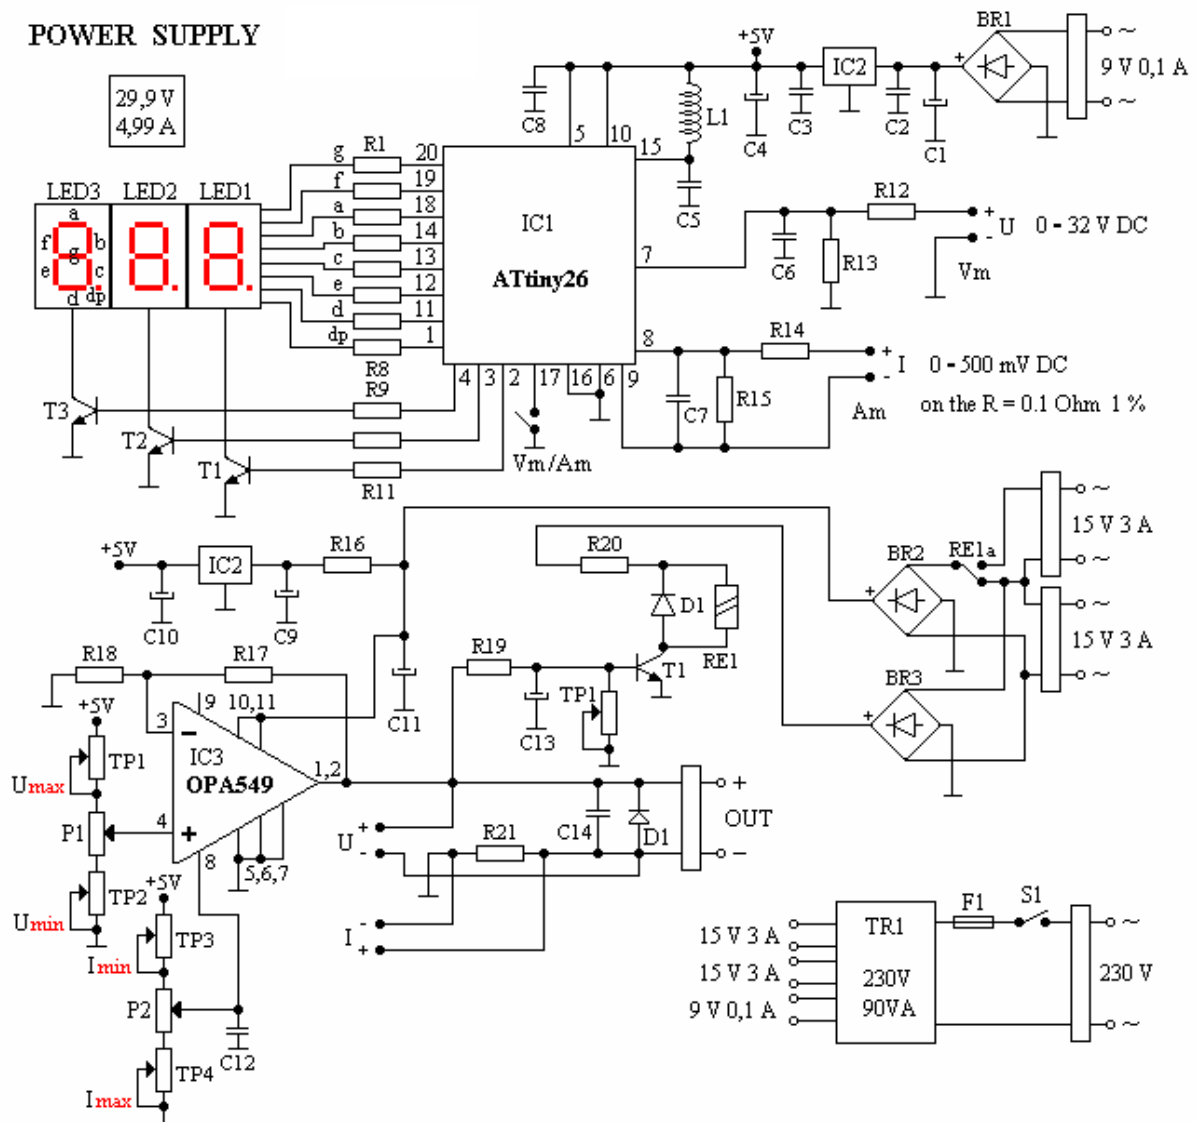 POWER SUPPLY
29,9 V
4,99 A
BR1
+5V
IC2
9 V 0,1 A
C8
C4
C3
C2
C1
L1
C5
5
10
15
g
R1
20
f
19
a
18
b
14
c
13
e
12
d
11
dp
1
R8
LED3
LED2
LED1
a
f
b
g
e
c
d
dp
IC1
ATtiny26
7
R12
+
U
0 - 32 V DC
-
C6
R13
Vm
8
R14
+
I
0 - 500 mV DC
-
C7
R15
Am
on the R = 0.1 Ohm 1 %
4
3
2
17
16
6
9
R9
T3
T2
T1
R11
Vm/Am
+5V
IC2
R16
C10
C9
R20
D1
RE1
BR2
+
RE1a
15 V 3 A
15 V 3 A
R18
R17
R19
T1
TP1
C11
C13
BR3
+
+5V
3
9
10,11
IC3
OPA549
1,2
4
+
8
5,6,7
TP1
Umax
P1
TP2
Umin
+5V
TP3
Imin
P2
C12
TP4
Imax
+
U
-
R21
C14
D1
+
OUT
−
-
I
+
15 V 3 A
15 V 3 A
9 V 0,1 A
TR1
230V
90VA
F1
S1
230 V